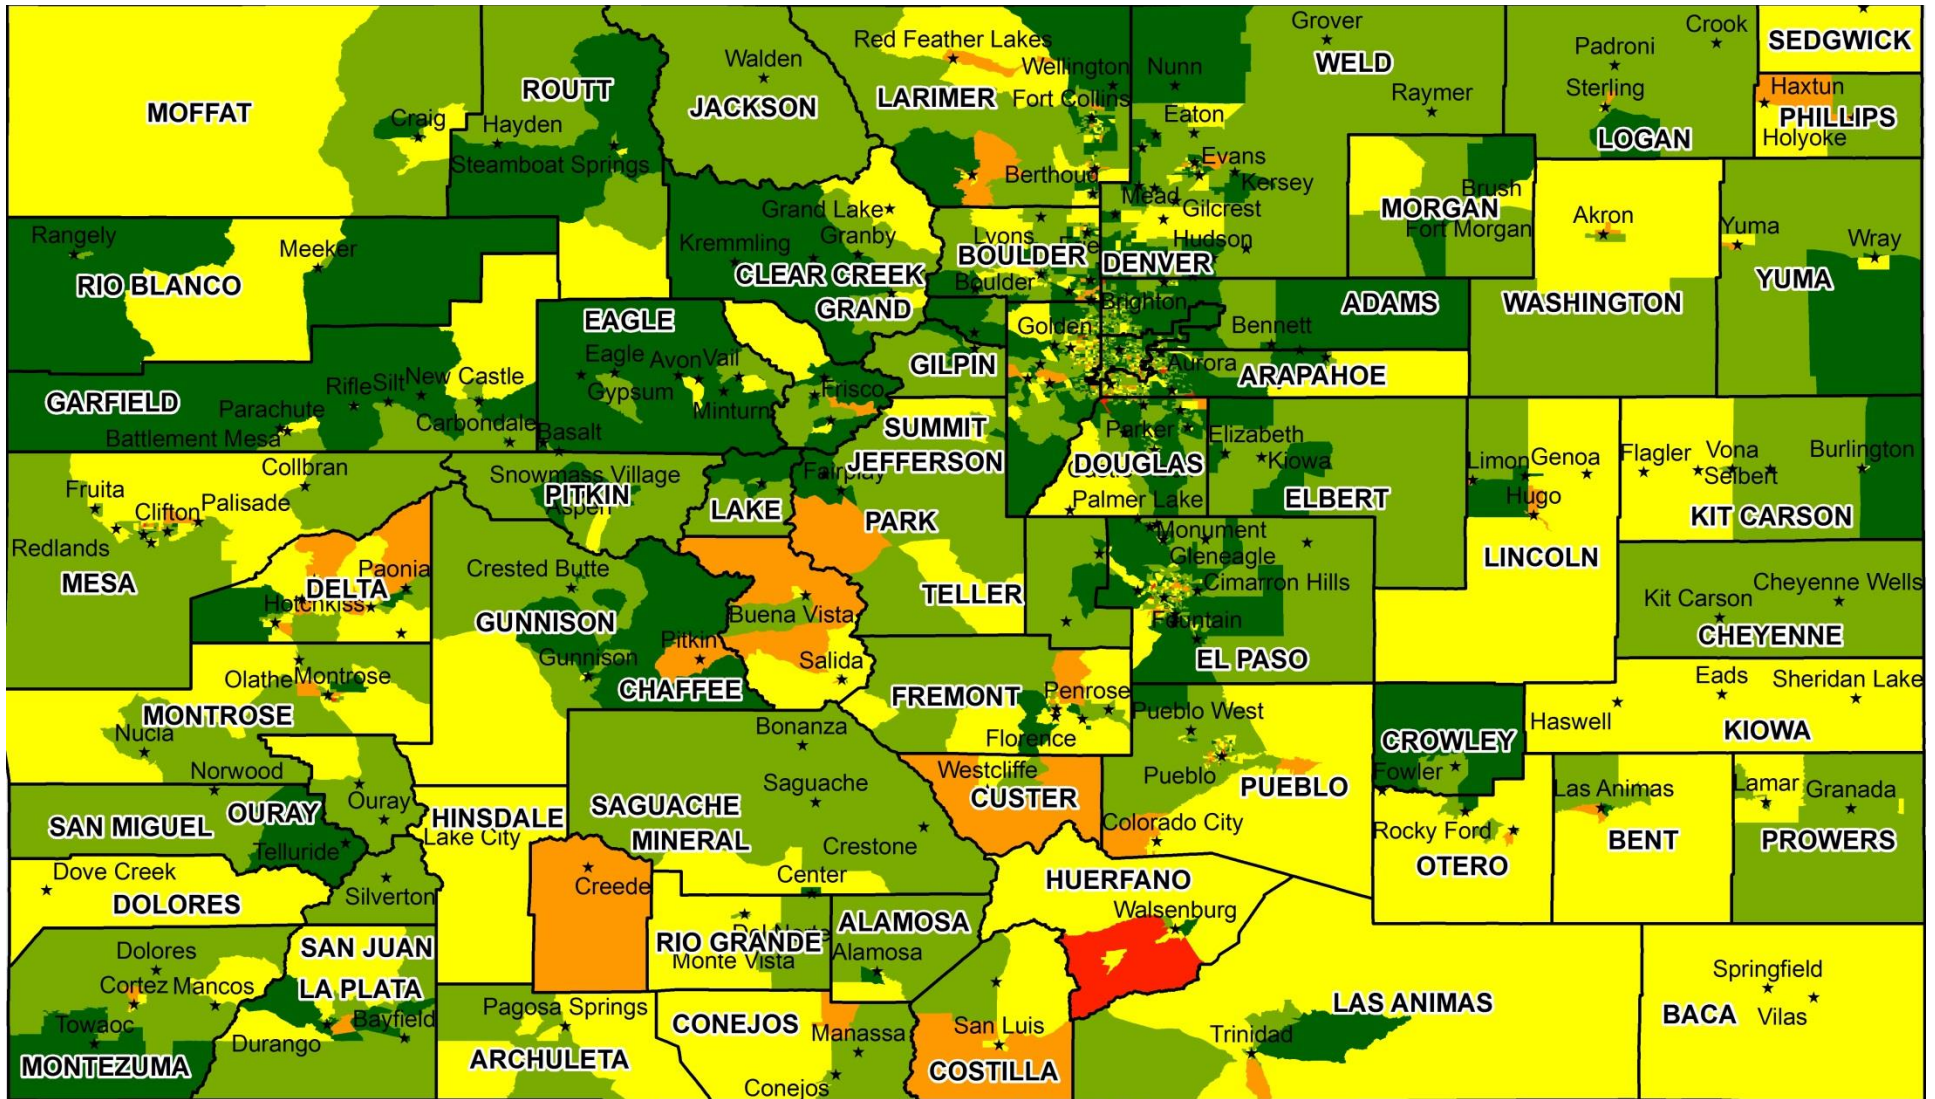 Grover
Crook
SEDGWICK
Red Feather Lakes
Padroni
Walden
WELD
Wellington
Nunn
ROUTT
JACKSON
LARIMER
Fort Collins
Raymer
Sterling
Haxtun
MOFFAT
Craig
Hayden
Eaton
PHILLIPS
LOGAN
Holyoke
Steamboat Springs
Berthoud
Evans
Kersey
Brush
Mead
Grand Lake
Gilcrest
MORGAN
Akron
Fort Morgan
Yuma
Rangely
Meeker
Kremmling
Granby
Lyons
Hudson
Wray
BOULDER
DENVER
RIO BLANCO
CLEAR CREEK
Boulder
YUMA
GRAND
Brighton
ADAMS
WASHINGTON
EAGLE
Golden
Bennett
Eagle
Avon
Vail
GILPIN
Aurora
ARAPAHOE
Rifle
Silt
New Castle
Gypsum
Frisco
GARFIELD
Parachute
Minturn
Carbondale
Basalt
SUMMIT
Parker
Elizabeth
Battlement Mesa
Collbran
Snowmass Village
Fairplay
JEFFERSON
DOUGLAS
Kiowa
Limon
Genoa
Flagler
Vona
Burlington
Seibert
Fruita
Palisade
PITKIN
Aspen
LAKE
Palmer Lake
ELBERT
Hugo
Clifton
PARK
KIT CARSON
Redlands
Monument
Gleneagle
LINCOLN
MESA
DELTA
Paonia
Crested Butte
Cimarron Hills
Cheyenne Wells
Hotchkiss
TELLER
Kit Carson
Buena Vista
GUNNISON
Fountain
CHEYENNE
Pitkin
Gunnison
Salida
EL PASO
Olathe
Montrose
CHAFFEE
FREMONT
Penrose
Eads
Sheridan Lake
MONTROSE
Pueblo West
Haswell
Nucla
Bonanza
Florence
CROWLEY
KIOWA
Norwood
Westcliffe
Pueblo
Fowler
Saguache
PUEBLO
Las Animas
Lamar
Granada
Ouray
CUSTER
SAN MIGUEL
OURAY
HINSDALE
SAGUACHE
Lake City
Colorado City
Rocky Ford
MINERAL
Crestone
BENT
PROWERS
Telluride
OTERO
Dove Creek
Center
Creede
HUERFANO
Silverton
DOLORES
Walsenburg
ALAMOSA
Dolores
SAN JUAN
Del Norte
RIO GRANDE
Monte Vista
Alamosa
Springfield
Cortez
Mancos
LA PLATA
LAS ANIMAS
Pagosa Springs
BACA
Vilas
Towaoc
Bayfield
CONEJOS
Manassa
San Luis
Trinidad
Durango
MONTEZUMA
ARCHULETA
COSTILLA
Conejos